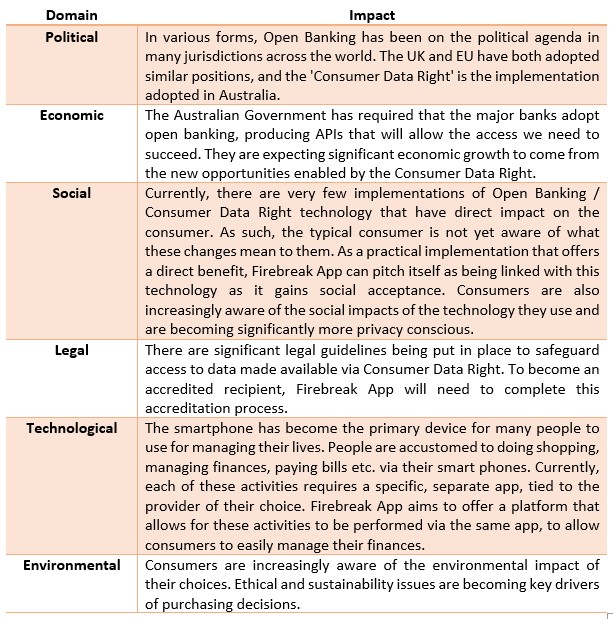 Domain Impact
Political In various forms, Open Banking has been on the political agenda in
many jurisdictions across the world. The UK and EU have both adopted
similar positions, and the 'Consumer Data Right' is the implementation
adopted in Australia.
Economic The Australian Government has required that the major banks adopt
open banking, producing APIs that will allow the access we need to
succeed. They are expecting significant economic growth to come from
the new opportunities enabled by the Consumer Data Right.
Social Currently, there are very few implementations of Open Banking /
Consumer Data Right technology that have direct impact on the
consumer. As such, the typical consumer is not yet aware of what
these changes mean to them. As a practical implementation that offers
a direct benefit, Firebreak App can pitch itself as being linked with this
technology as it gains social acceptance. Consumers are also
increasingly aware of the social impacts of the technology they use and
are becoming significantly more privacy conscious.
Legal There are significant legal guidelines being put in place to safeguard
access to data made available via Consumer Data Right. To become an
accredited recipient, Firebreak App will need to complete this
accreditation process.
Technological The smartphone has become the primary device for many people to
use for managing their lives. People are accustomed to doing shopping,
managing finances, paying bills etc. via their smart phones. Currently,
each of these activities requires a specific, separate app, tied to the
provider of their choice. Firebreak App aims to offer a platform that
allows for these activities to be performed via the same app, to allow
consumers to easily manage their finances.
Environmental Consumers are increasingly aware of the environmental impact of
their choices. Ethical and sustainability issues are becoming key drivers
of purchasing decisions.